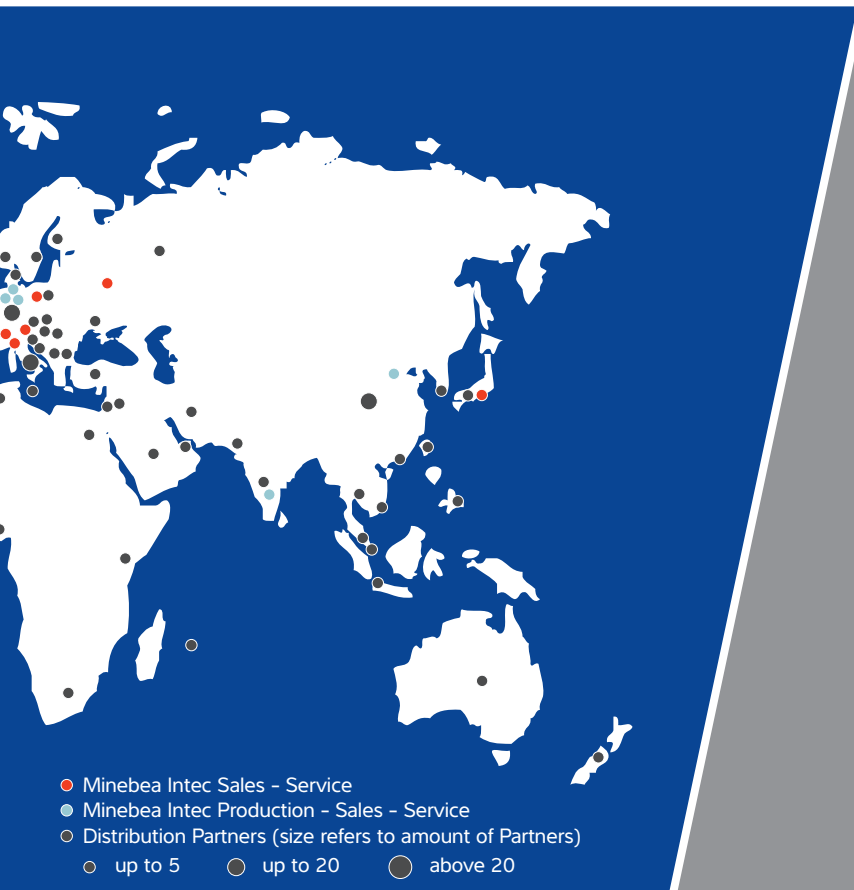 Minebea Intec Sales - Service
Minebea Intec Production - Sales - Service
Distribution Partners (size refers to amount of Partners)
up to 5 up to 20 above 20